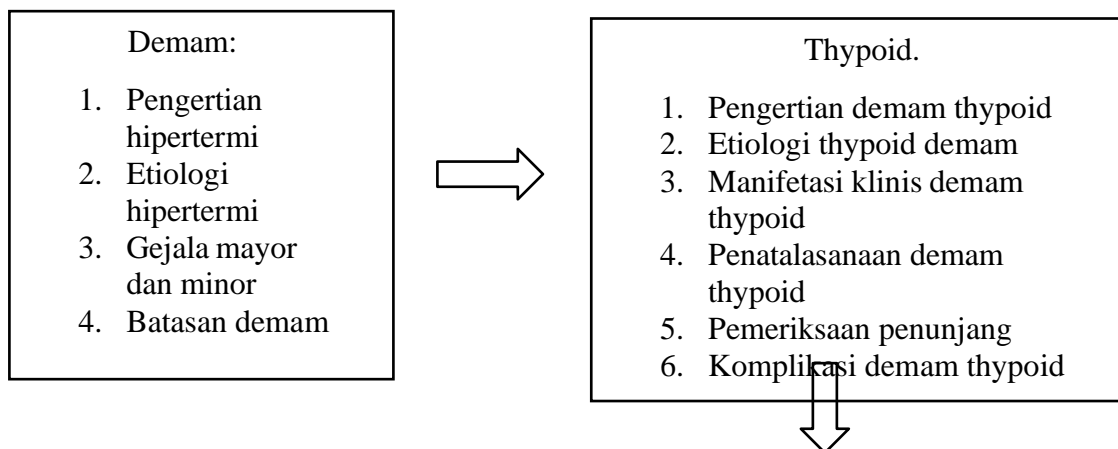 Demam:
1. Pengertian
hipertermi
2. Etiologi
hipertermi
3. Gejala mayor
dan minor
4. Batasan demam
Thypoid.
1. Pengertian demam thypoid
2. Etiologi thypoid demam
3. Manifetasi klinis demam
thypoid
4. Penatalasanaan demam
thypoid
5. Pemeriksaan penunjang
6. Komplikasi demam thypoid